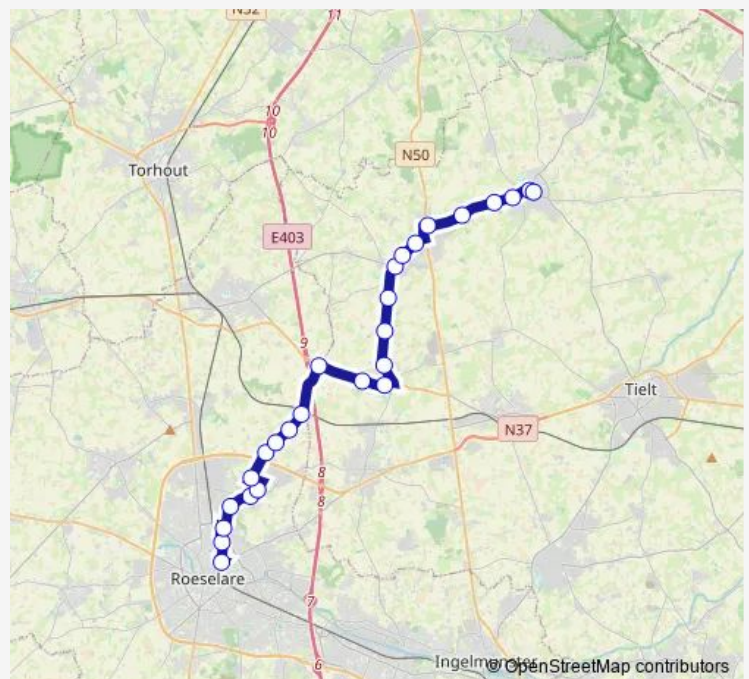 N32
11
10
10
N50
Torhout
E403
9
Tielt
N37
8
8
Roeselare
7
Ingelmunster
6
© OpenStreetMap contributors